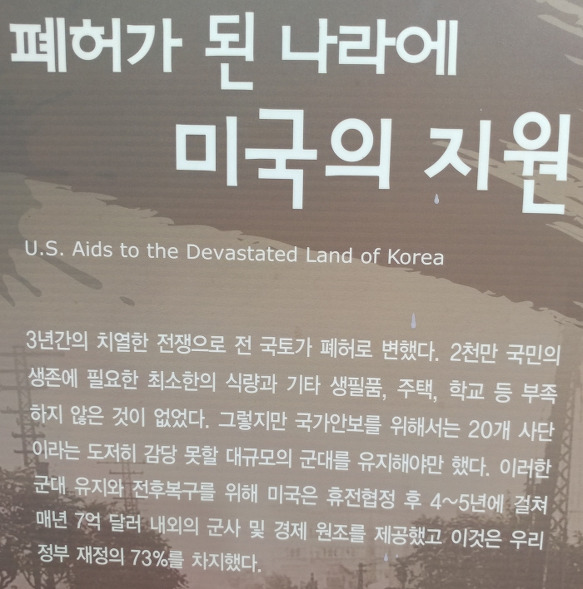 폐허가 된 나라에
미국의 지원
U.S. Aids to the Devastated Land of Korea
3년간의 치열한 전쟁으로 전 국토가 폐허로 변했다. 2천만 국민의
생존에 필요한 최소한의 식량과 기타 생필품, 주택, 학교 등 부족
하지 않은 것이 없었다. 그렇지만 국가안보를 위해서는 20개 사단
이라는 도저히 감당 못할 대규모의 군대를 유지해야만 했다. 이러한
군대 유지와 전후복구를 위해 미국은 휴전협정 후 4~5년에 걸쳐
매년 7억 달러 내외의 군사 및 경제 원조를 제공했고 이것은 우리
정부 재정의 73%를 차지했다.